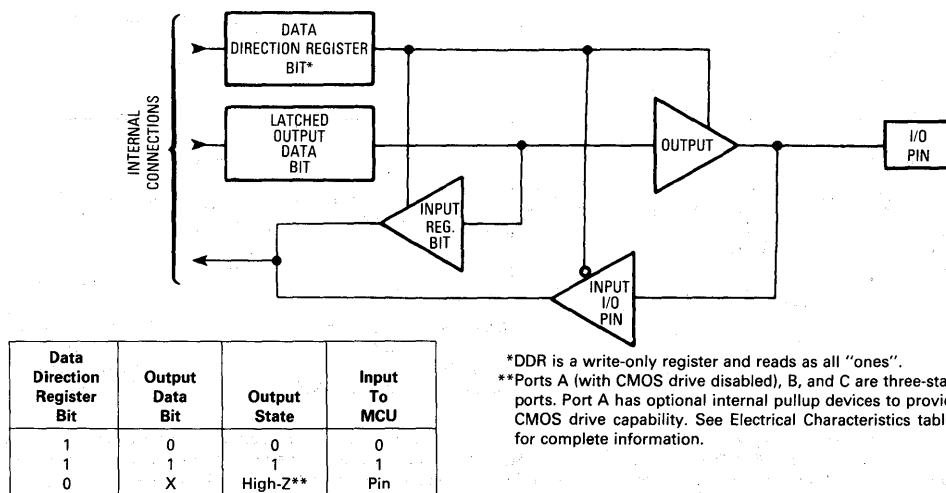 DATA
DIRECTION REGISTER
BIT*
LATCHED
OUTPUT
DATA
BIT
INTERNAL
CONNECTIONS
OUTPUT
I/O
PIN
INPUT
REG.
BIT
INPUT
I/O
PIN
Data
Direction
Register
Bit
Output
Data
Bit
Output
State
Input
To
MCU
1 0 0 0
1 1 1 1
0 X High-Z** Pin
*DDR is a write-only register and reads as all "ones".
**Ports A (with CMOS drive disabled), B, and C are three-sta
ports. Port A has optional internal pullup devices to provid
CMOS drive capability. See Electrical Characteristics tabl
for complete information.